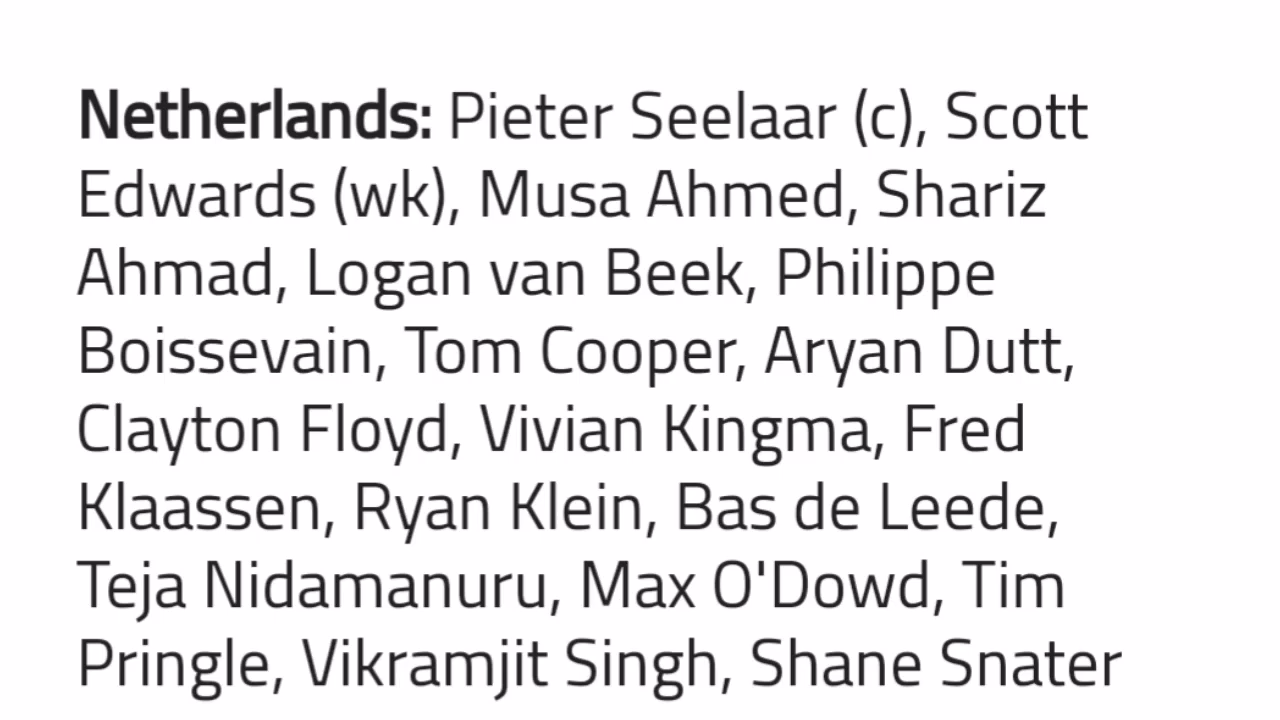 Netherlands: Pieter Seelaar (c), Scott
Edwards (wk), Musa Ahmed, Shariz
Ahmad, Logan van Beek, Philippe
Boissevain, Tom Cooper, Aryan Dutt,
Clayton Floyd, Vivian Kingma, Fred
Klaassen, Ryan Klein, Bas de Leede,
Teja Nidamanuru, Max O'Dowd, Tim
Pringle, Vikramjit Singh, Shane Snater